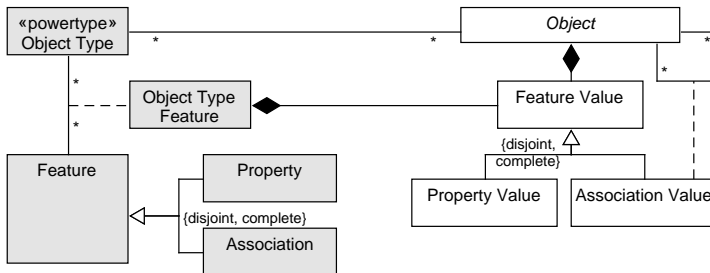 «powertype»
Object Type
*
*
Object
*
*
*
*
Object Type
Feature
Feature Value
{disjoint,
complete}
Feature
Property
{disjoint, complete}
Association
Property Value
Association Value